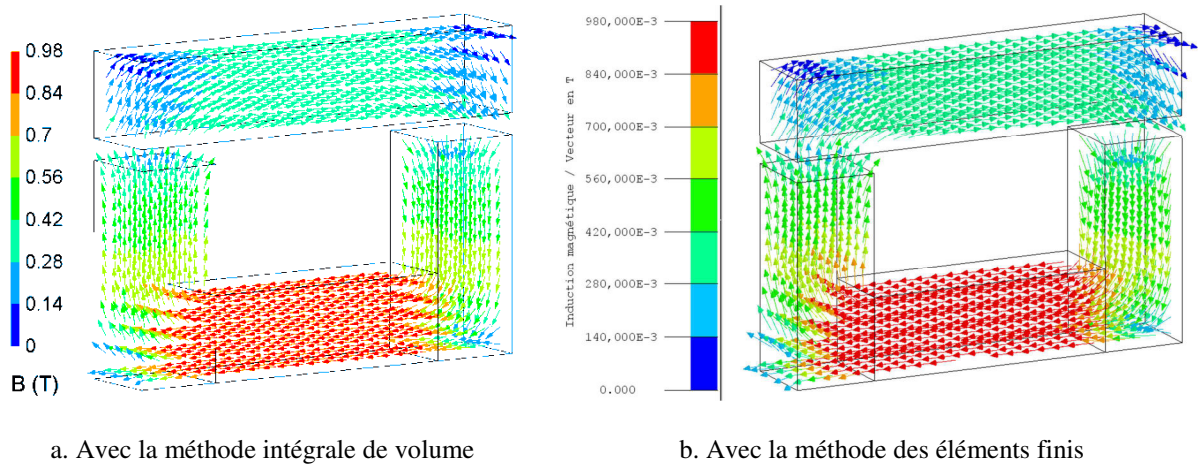 0.98
0.84
0.7
0.56
0.42
0.28
0.14
0
B (T)
980,000E-3
840,000E-3
700,000E-3
560,000E-3
420,000E-3
280,000E-3
140,000E-3
0.000
Induction magnétique / Vecteur en T
a. Avec la méthode intégrale de volume
b. Avec la méthode des éléments finis